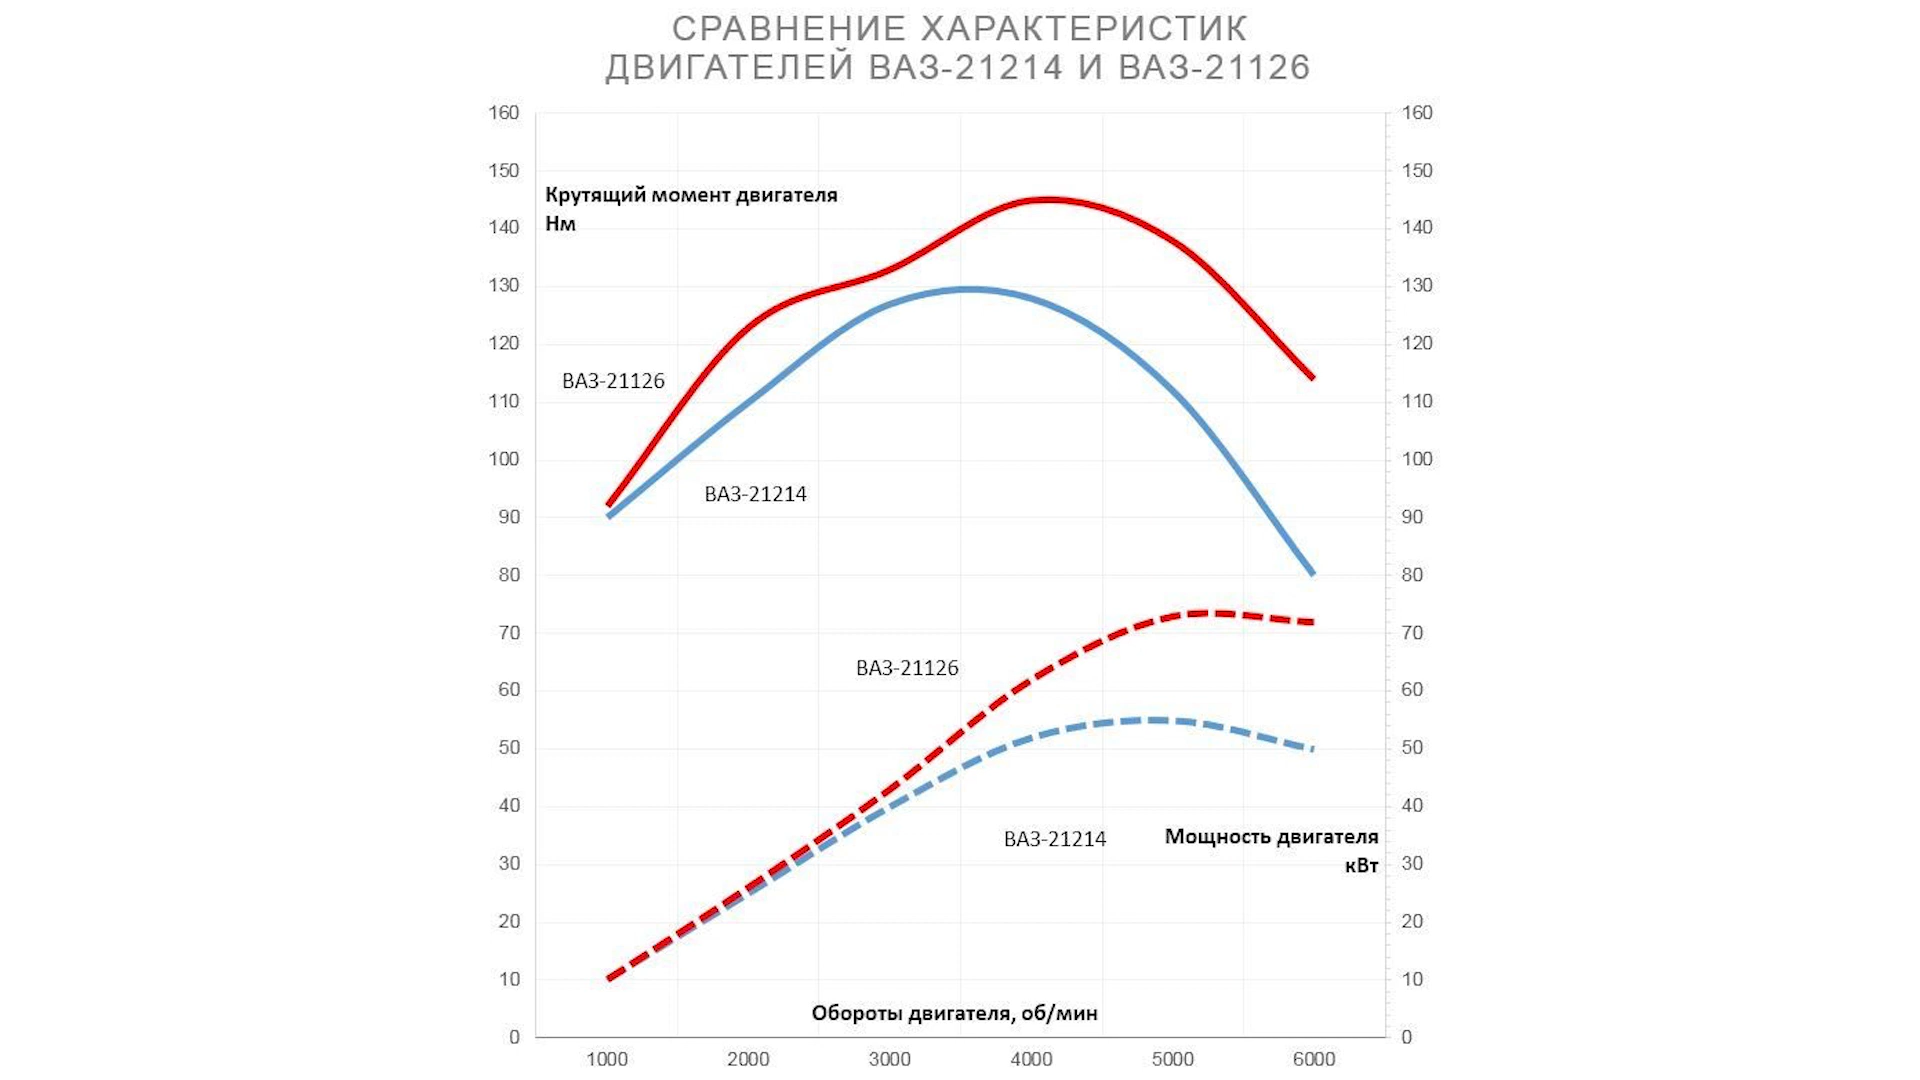 СРАВНЕНИЕ ХАРАКТЕРИСТИК
ДВИГАТЕЛЕЙ ВАЗ-21214 И ВАЗ-21126
160 160
150 150
Крутящий момент двигателя
Нм
140 140
130 130
120 120
ВАЗ-21126
110 110
100 100
ВАЗ-21214
90 90
80 80
70 70
ВАЗ-21126
60 60
50 50
40 40
ВАЗ-21214 Мощность двигателя
кВт
30 30
20 20
10 10
Обороты двигателя, об/мин
0 0
1000 2000 3000 4000 5000 6000